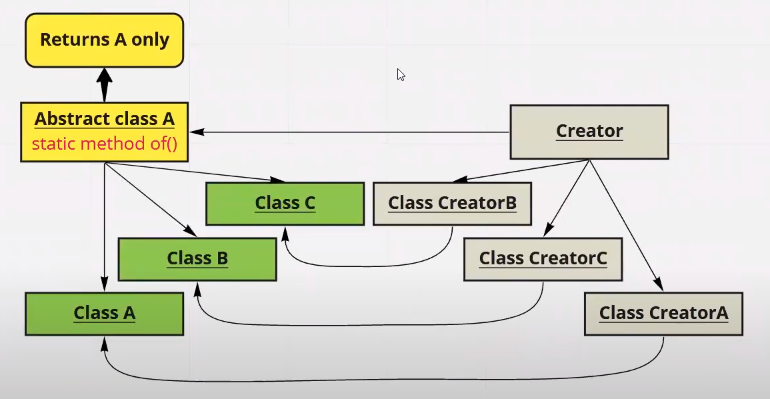 Returns A only
Abstract class A
static method of()
Creator
Class C
Class CreatorB
Class B
Class CreatorC
Class A
Class CreatorA